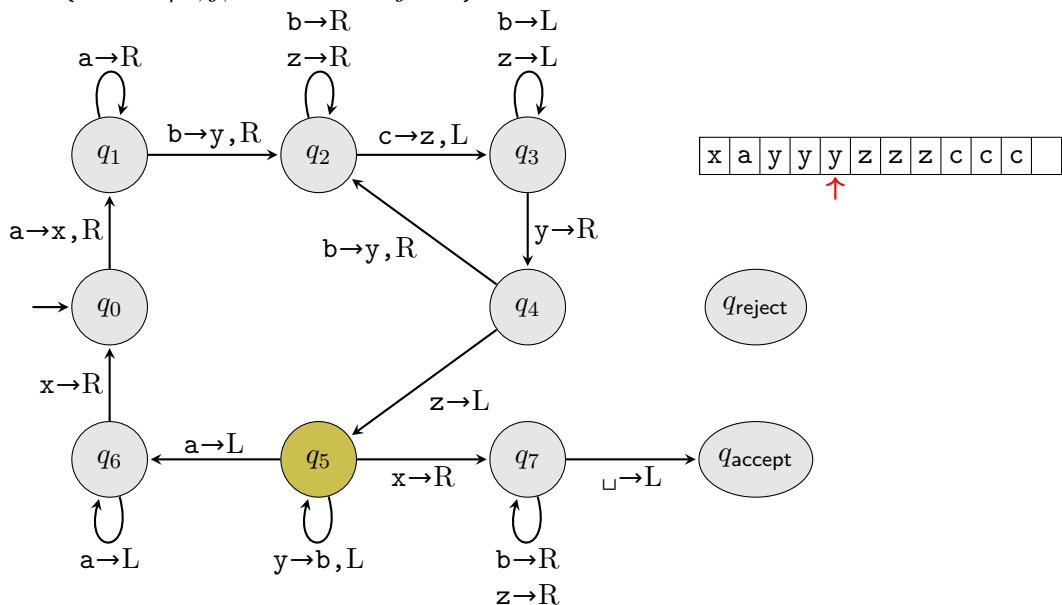 b→R b→L
a→R z→R z→L
q1 b→y,R q2 c→z,L q3
x a y y y z z z c c c
a→x,R b→y,R y→R
q0 q4 qreject
x→R z→L
q6 a→L q5 x→R q7 ␣→L qaccept
a→L y→b,L b→R
z→R